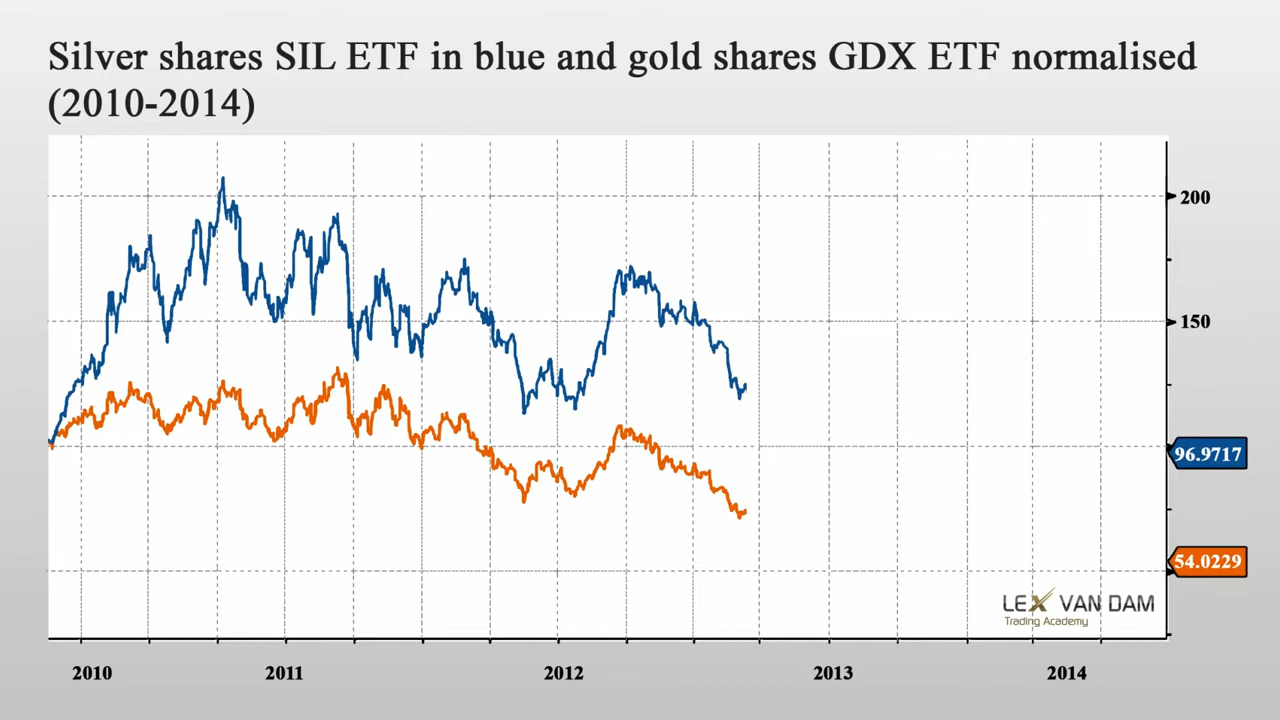 Silver shares SIL ETF in blue and gold shares GDX ETF normalised
(2010-2014)
200
150
96.9717
54.0229
LEX VAN DAM
Trading Academy
2010 2011 2012 2013 2014